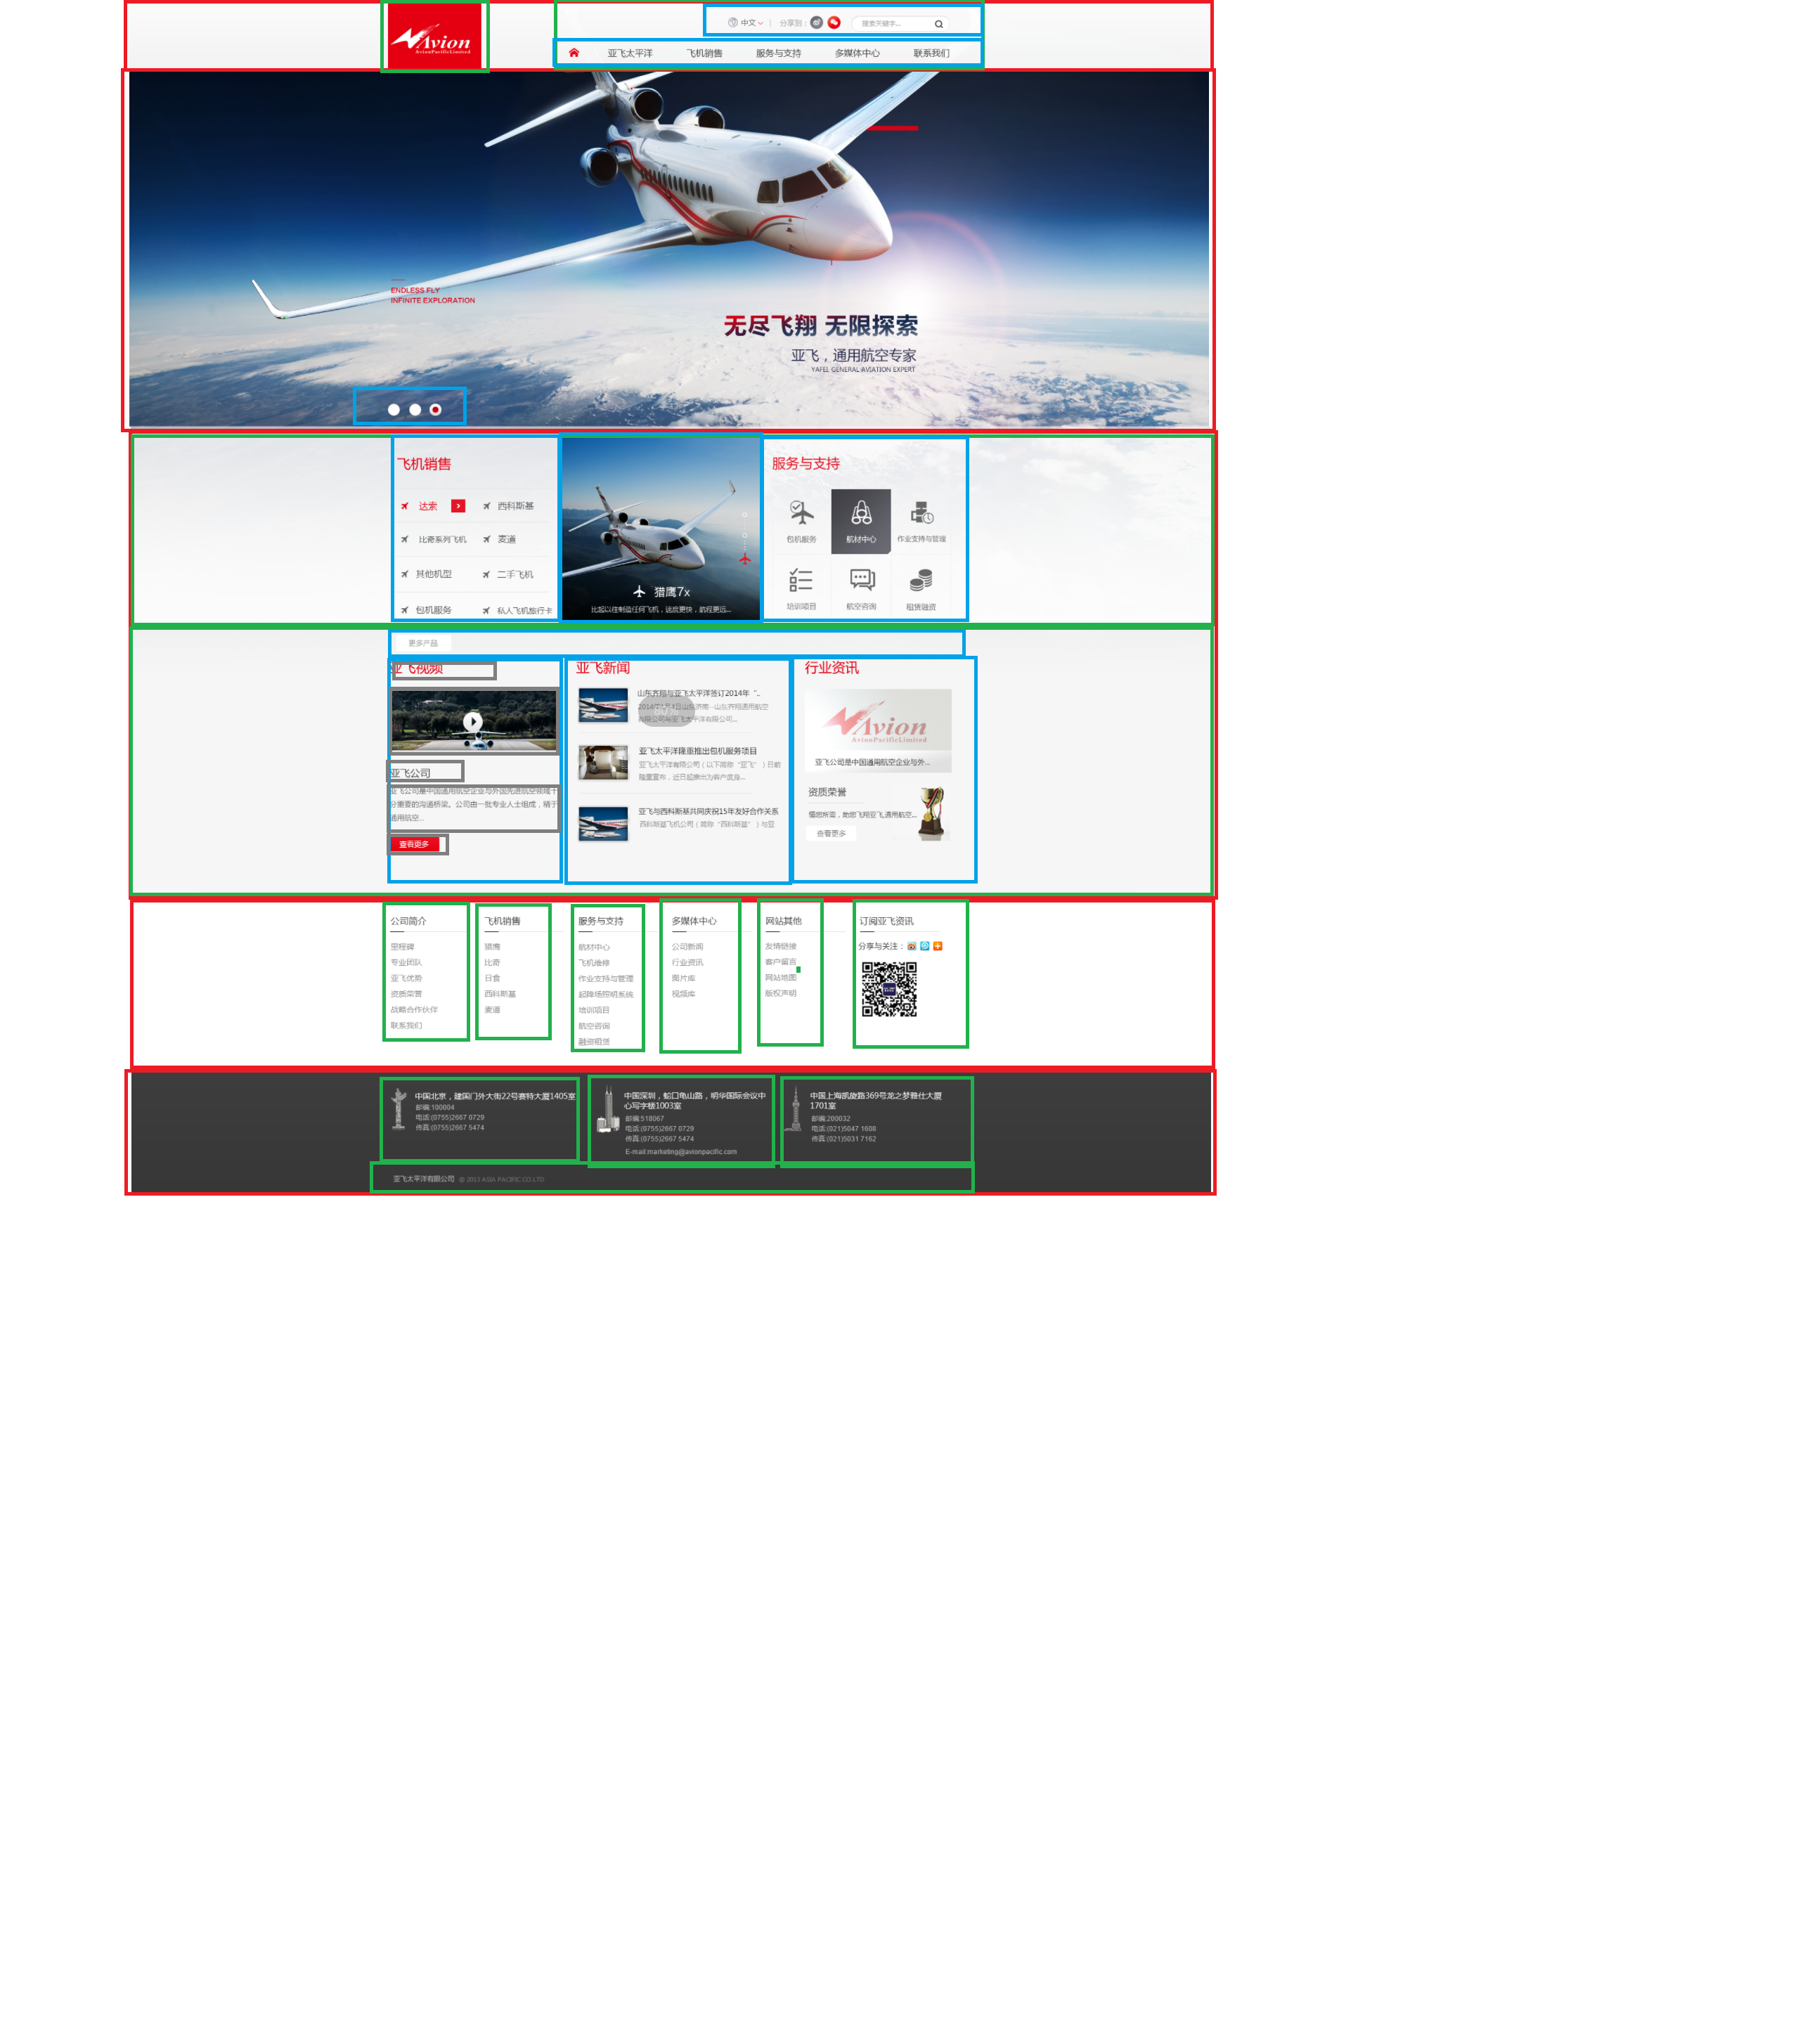 Avion
AvionPacificLimited
中文
分享到：
搜索关键字...
亚飞太平洋 飞机销售 服务与支持 多媒体中心 联系我们
ENDLESS FLY
INFINITE EXPLORATION
无尽飞翔 无限探索
亚飞，通用航空专家
YAFEI, GENERAL AVIATION EXPERT
飞机销售
达索 西科斯基
比奇系列飞机 麦道
其他机型 二手飞机
包机服务 私人飞机旅行卡
猎鹰7x
比起以往制造任何飞机，速度更快，航程更远...
服务与支持
包机服务 航材中心 作业支持与管理
培训项目 航空咨询 租赁融资
更多产品
亚飞视频
亚飞公司
亚飞公司是中国通用航空企业与外国先进航空领域十
分重要的沟通桥梁。公司由一批专业人士组成，精于
通用航空...
查看更多
亚飞新闻
山东齐翔与亚飞太平洋签订2014年“..
有限公司与亚飞太平洋有限公司...
亚飞太平洋隆重推出包机服务项目
亚飞太平洋有限公司（以下简称“亚飞”）日前
隆重宣布，近日起推出为客户度身...
亚飞与西科斯基共同庆祝15年友好合作关系
西科斯基飞机公司（简称“西科斯基”）与亚
行业资讯
Avion
AvionPacificLimited
亚飞公司是中国通用航空企业与外...
资质荣誉
悟您所需，助您飞翔亚飞,通用航空...
查看更多
公司简介
里程碑
专业团队
亚飞优势
资质荣誉
战略合作伙伴
联系我们
飞机销售
猎鹰
比奇
日食
西科斯基
麦道
服务与支持
航材中心
飞机维修
作业支持与管理
起降场照明系统
培训项目
航空咨询
融资租赁
多媒体中心
公司新闻
行业资讯
图片库
视频库
网站其他
友情链接
客户留言
网站地图
版权声明
订阅亚飞资讯
分享与关注：
中国北京，建国门外大街22号赛特大厦1405室
邮编:100004
电话:(0755)2667 0729
传真:(0755)2667 5474
中国深圳，蛇口龟山路，明华国际会议中
心写字楼1003室
邮编:518067
电话:(0755)2667 0729
传真:(0755)2667 5474
E-mail:marketing@avionpacific.com
中国上海凯旋路369号龙之梦雅仕大厦
1701室
邮编:200032
电话:(021)5047 1608
传真:(021)5031 7162
亚飞太平洋有限公司 @ 2013 ASIA PACIFIC CO LTD